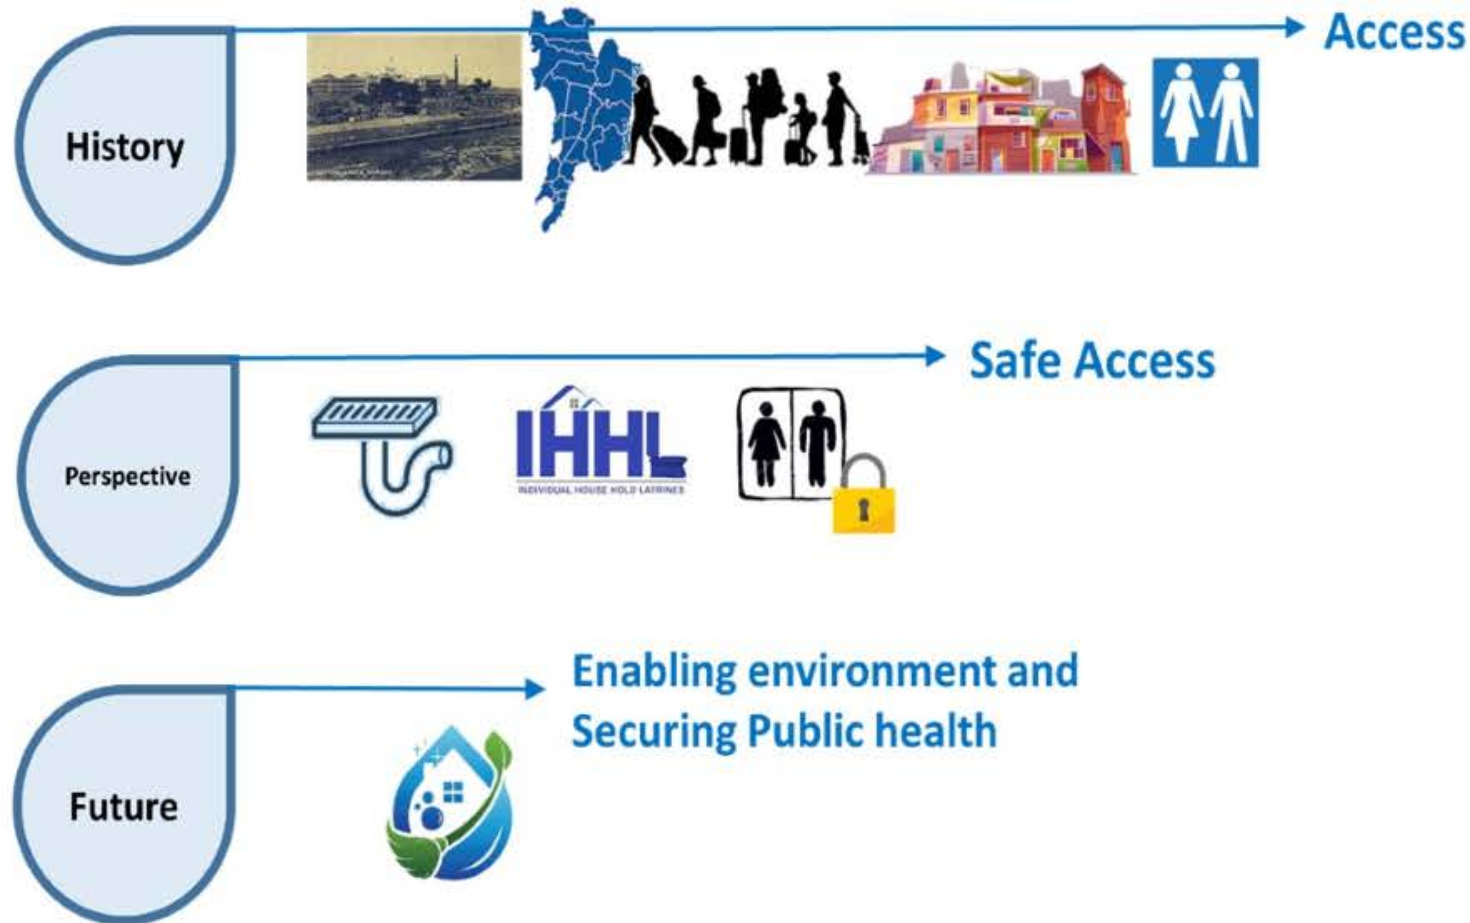 Access
History
Safe Access
IHHL
INDIVIDUAL HOUSE HOLD LATRINES
Perspective
Enabling environment and
Securing Public health
Future